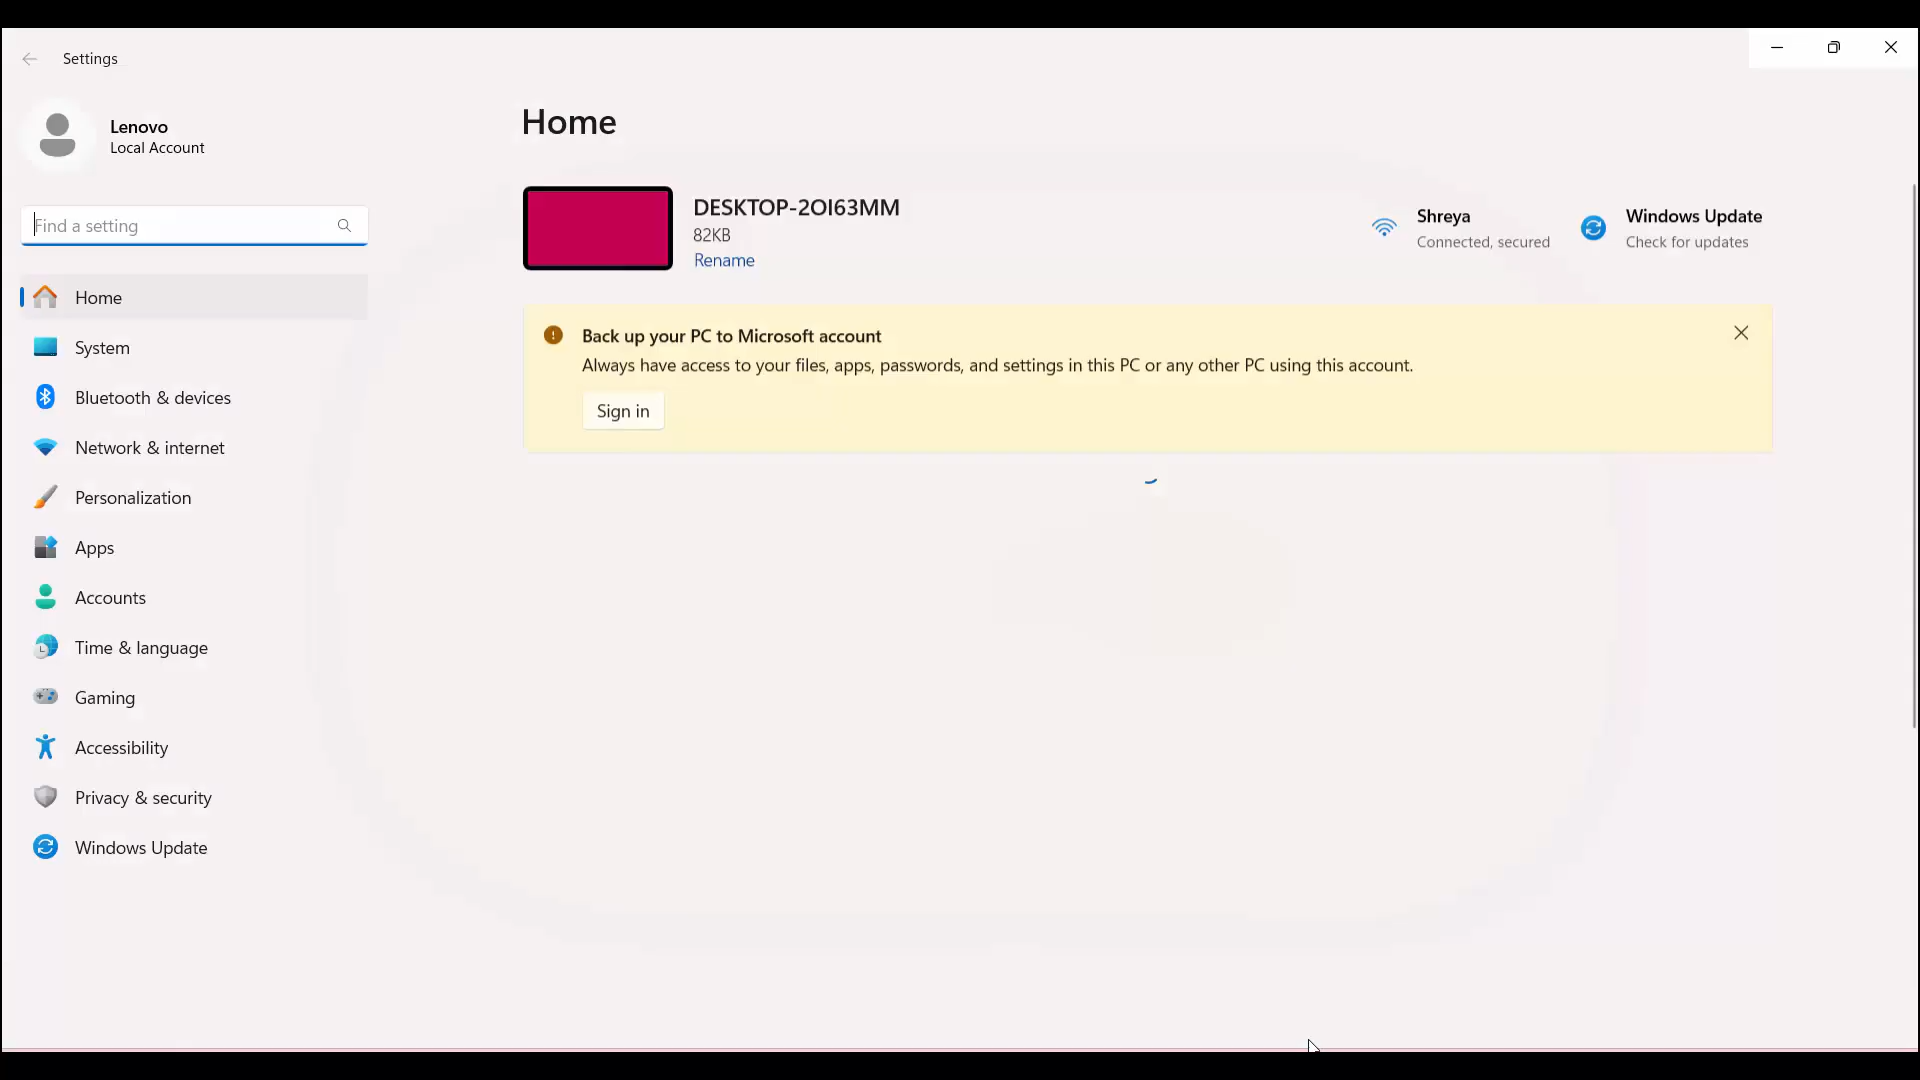 Settings
Lenovo
Local Account
Find a setting
Home
System
Bluetooth & devices
Network & internet
Personalization
Apps
Accounts
Time & language
Gaming
Accessibility
Privacy & security
Windows Update
Home
DESKTOP-2OI63MM
82KB
Rename
Shreya
Connected, secured
Windows Update
Check for updates
Back up your PC to Microsoft account
Always have access to your files, apps, passwords, and settings in this PC or any other PC using this account.
Sign in